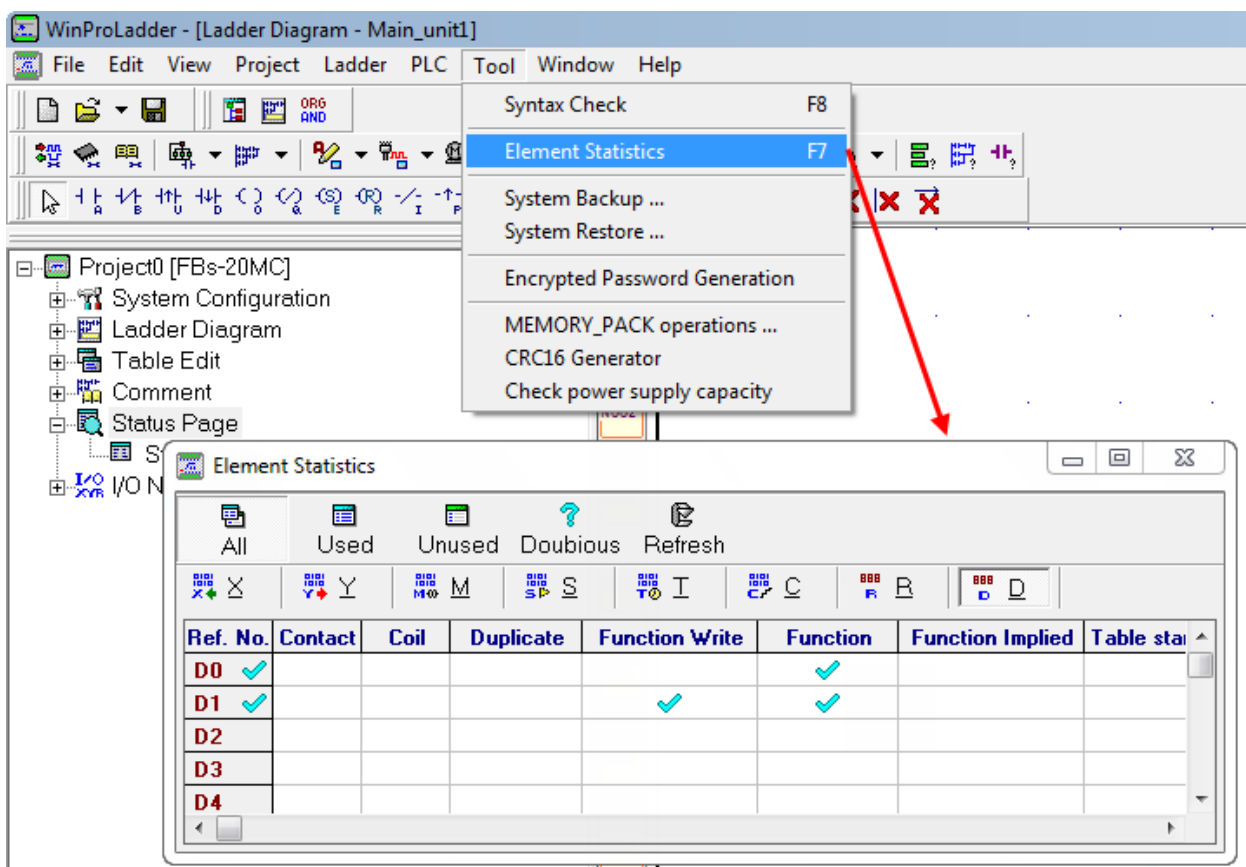 WinProLadder - [Ladder Diagram - Main_unit1]
File Edit View Project Ladder PLC Tool Window Help
ORG
AND
Syntax Check F8
Element Statistics F7
System Backup ...
System Restore ...
Encrypted Password Generation
MEMORY_PACK operations ...
CRC16 Generator
Check power supply capacity
A B U D O Q E R I P
Project0 [FBs-20MC]
System Configuration
Ladder Diagram
Table Edit
Comment
Status Page
S
I/O N
Element Statistics
All Used Unused Doubious Refresh
X Y M S T C R D
Ref. No. Contact Coil Duplicate Function Write Function Function Implied Table sta
D0
D1
D2
D3
D4